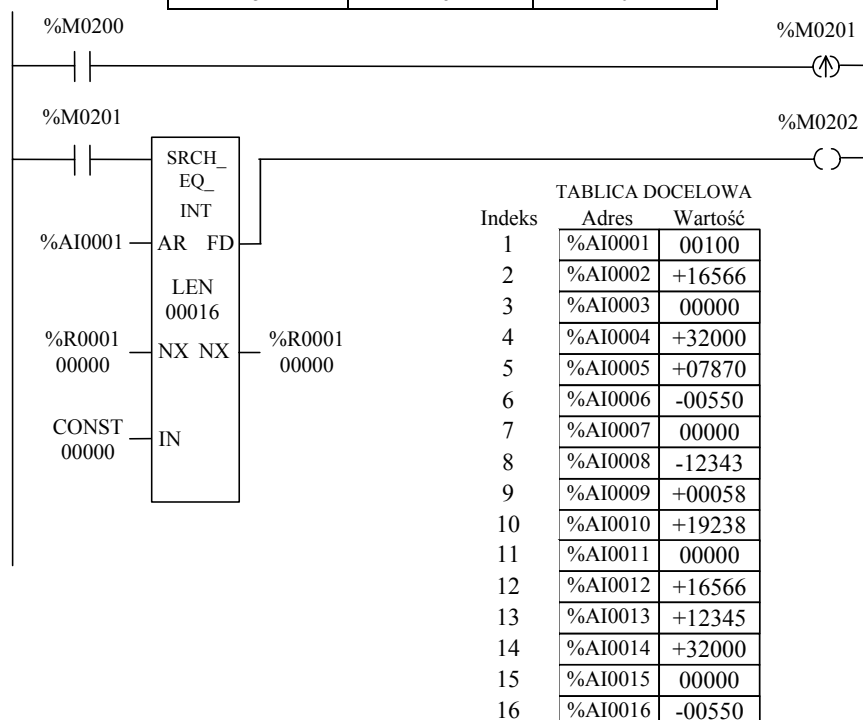 %M0200
%M0201
%M0201
%M0202
SRCH_
EQ_
INT
%AI0001 AR FD
LEN
00016
%R0001 NX NX %R0001
00000 00000
CONST IN
00000
TABLICA DOCELOWA
Indeks Adres Wartość
1 %AI0001 00100
2 %AI0002 +16566
3 %AI0003 00000
4 %AI0004 +32000
5 %AI0005 +07870
6 %AI0006 -00550
7 %AI0007 00000
8 %AI0008 -12343
9 %AI0009 +00058
10 %AI0010 +19238
11 %AI0011 00000
12 %AI0012 +16566
13 %AI0013 +12345
14 %AI0014 +32000
15 %AI0015 00000
16 %AI0016 -00550